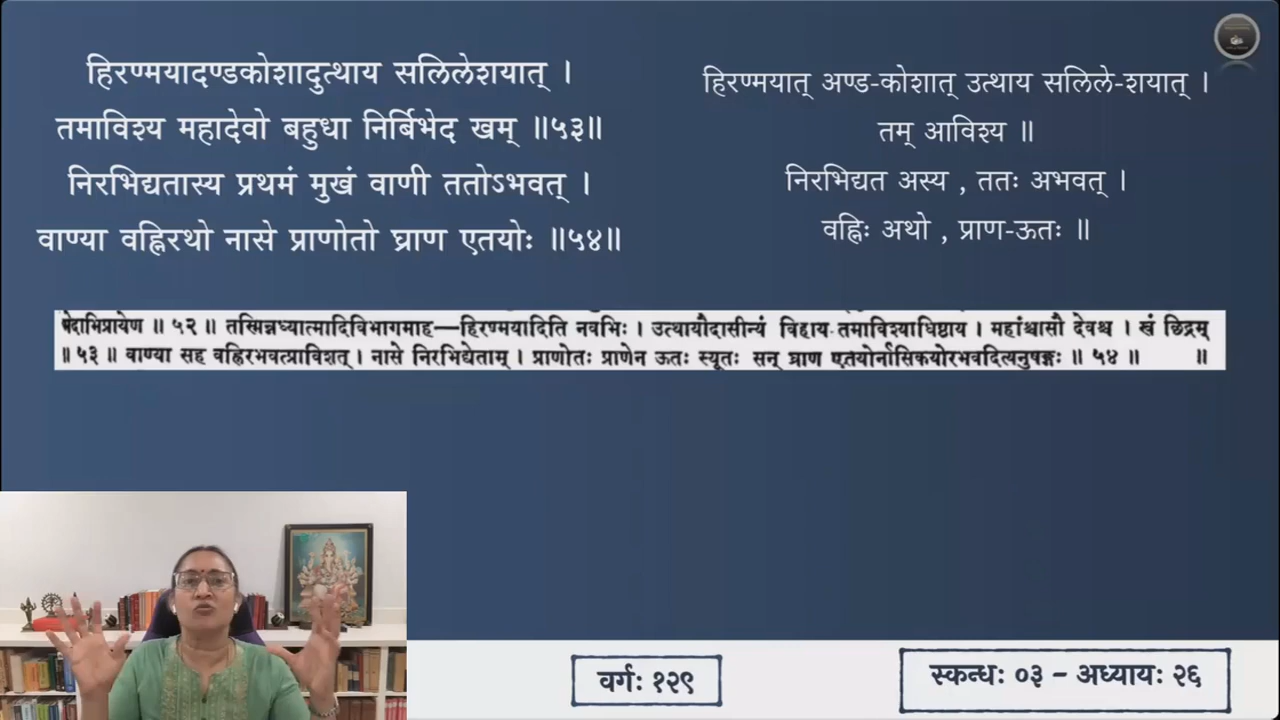 हिरण्मयादण्डकोशादुत्थाय सलिलेशयात् ।
तमाविश्य महादेवो बहुधा निर्बिभेद खम् ॥५३॥
निरभिद्यतास्य प्रथमं मुखं वाणी ततोऽभवत् ।
वाण्या वह्निरथो नासे प्राणोतो घ्राण एतयोः ॥५४॥
हिरण्मयात् अण्ड-कोशात् उत्थाय सलिले-शयात् ।
तम् आविश्य ॥
निरभिद्यत अस्य , ततः अभवत् ।
वह्निः अथो , प्राण-ऊतः ॥
भेदाभिप्रायेण ॥ ५२ ॥ तस्मिन्नध्यात्मादिविभागमाह—हिरण्मयादिति नवभिः । उत्थायौदासीन्यं विहाय तमाविश्याधिष्ठाय । महांश्चासौ देवश्च । खं छिद्रम्
॥ ५३ ॥ वाण्या सह वह्निरभवत्प्राविशत् । नासे निरभिद्येताम् । प्राणोतः प्राणेन ऊतः स्यूतः सन् घ्राण एतयोर्नासिकयोरभवदित्यनुषङ्गः ॥ ५४ ॥ ॥
वर्गः १२९
स्कन्धः ०३ - अध्यायः २६